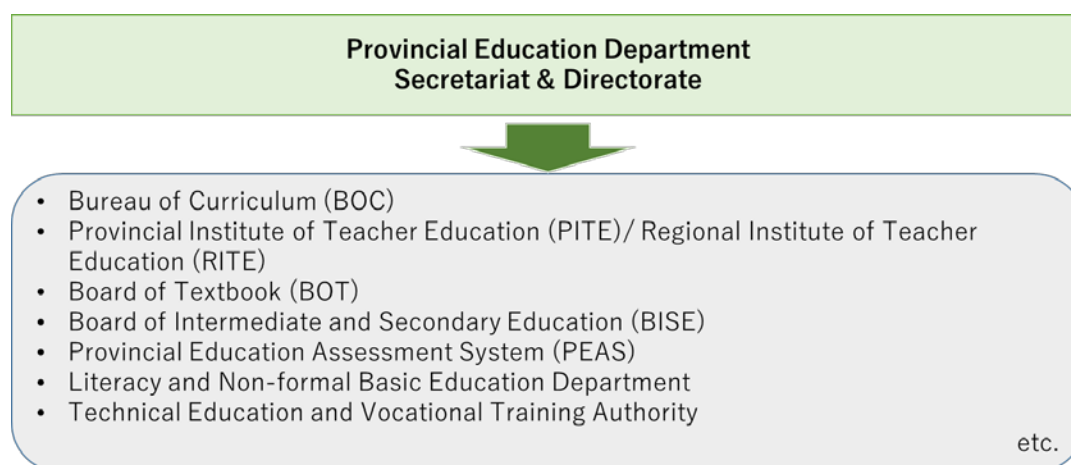 Provincial Education Department
Secretariat & Directorate
• Bureau of Curriculum (BOC)
• Provincial Institute of Teacher Education (PITE)/ Regional Institute of Teacher
Education (RITE)
• Board of Textbook (BOT)
• Board of Intermediate and Secondary Education (BISE)
• Provincial Education Assessment System (PEAS)
• Literacy and Non-formal Basic Education Department
• Technical Education and Vocational Training Authority
etc.